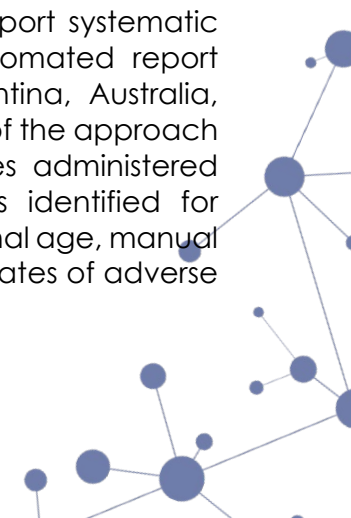 port systematic
omated report
ntina, Australia,
of the approach
es administered
s identified for
nal age, manual
ates of adverse